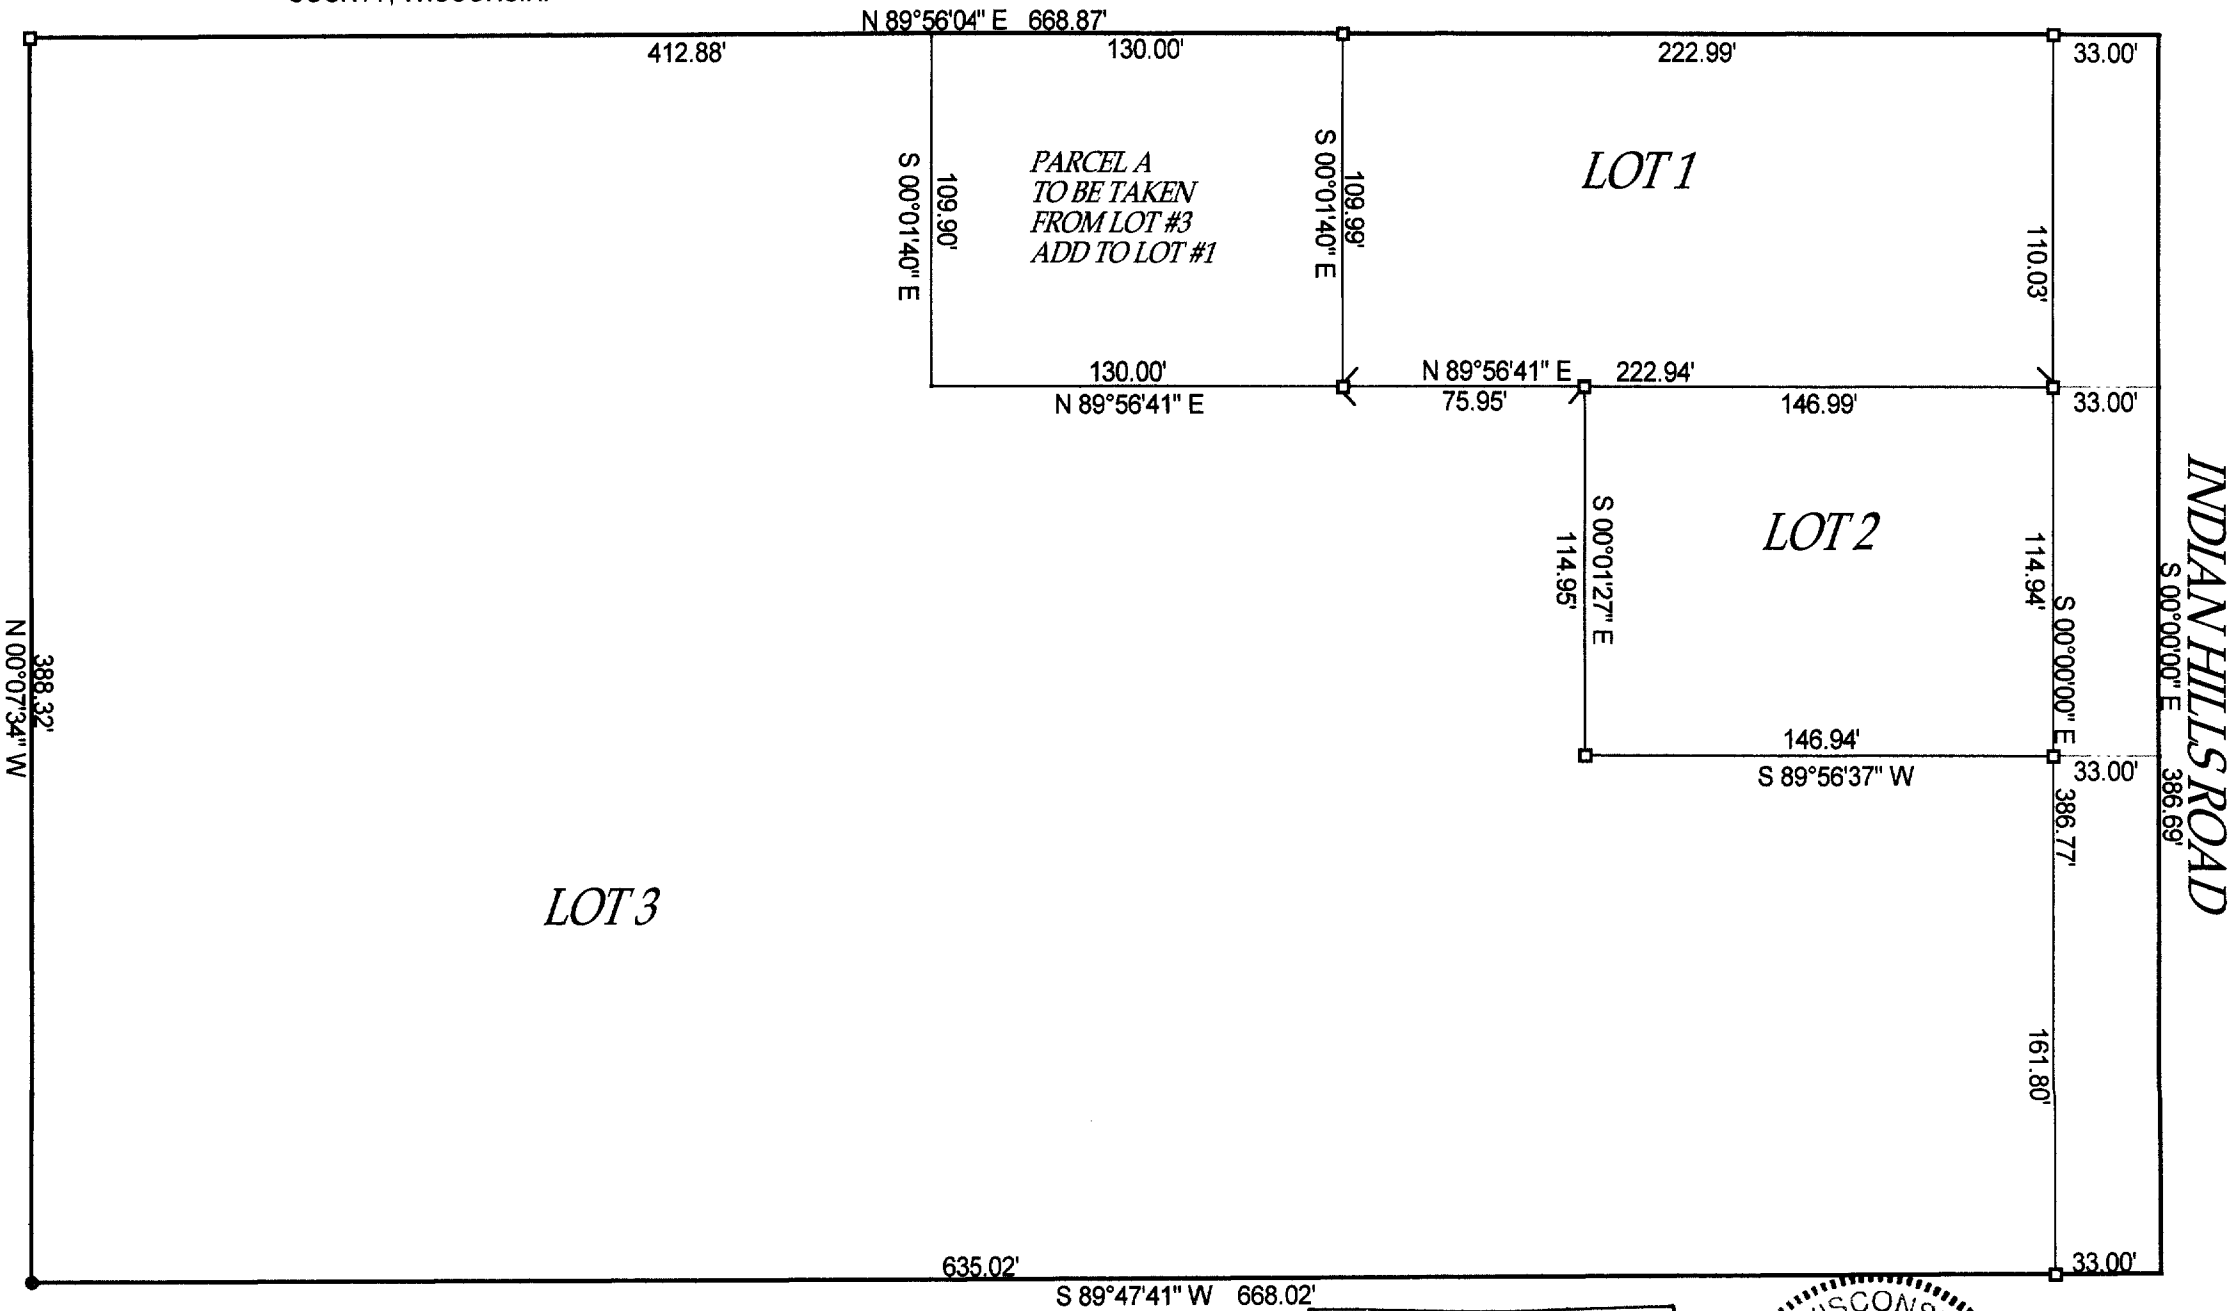 N 89°56'04" E 668.87'
412.88'
130.00'
222.99'
33.00'
S 00°01'40" E
109.90'
PARCEL A
TO BE TAKEN
FROM LOT #3
ADD TO LOT #1
S 00°01'40" E
109.99'
LOT 1
110.03'
130.00'
N 89°56'41" E
N 89°56'41" E 222.94'
75.95'
146.99'
33.00'
S 00°01'27" E
114.95'
LOT 2
114.94'
S 00°00'00" E
386.77'
S 00°00'00" E
386.69'
INDIAN HILLS ROAD
146.94'
S 89°56'37" W
33.00'
388.32'
N 00°07'34" W
LOT 3
161.80'
635.02'
33.00'
S 89°47'41" W 668.02'